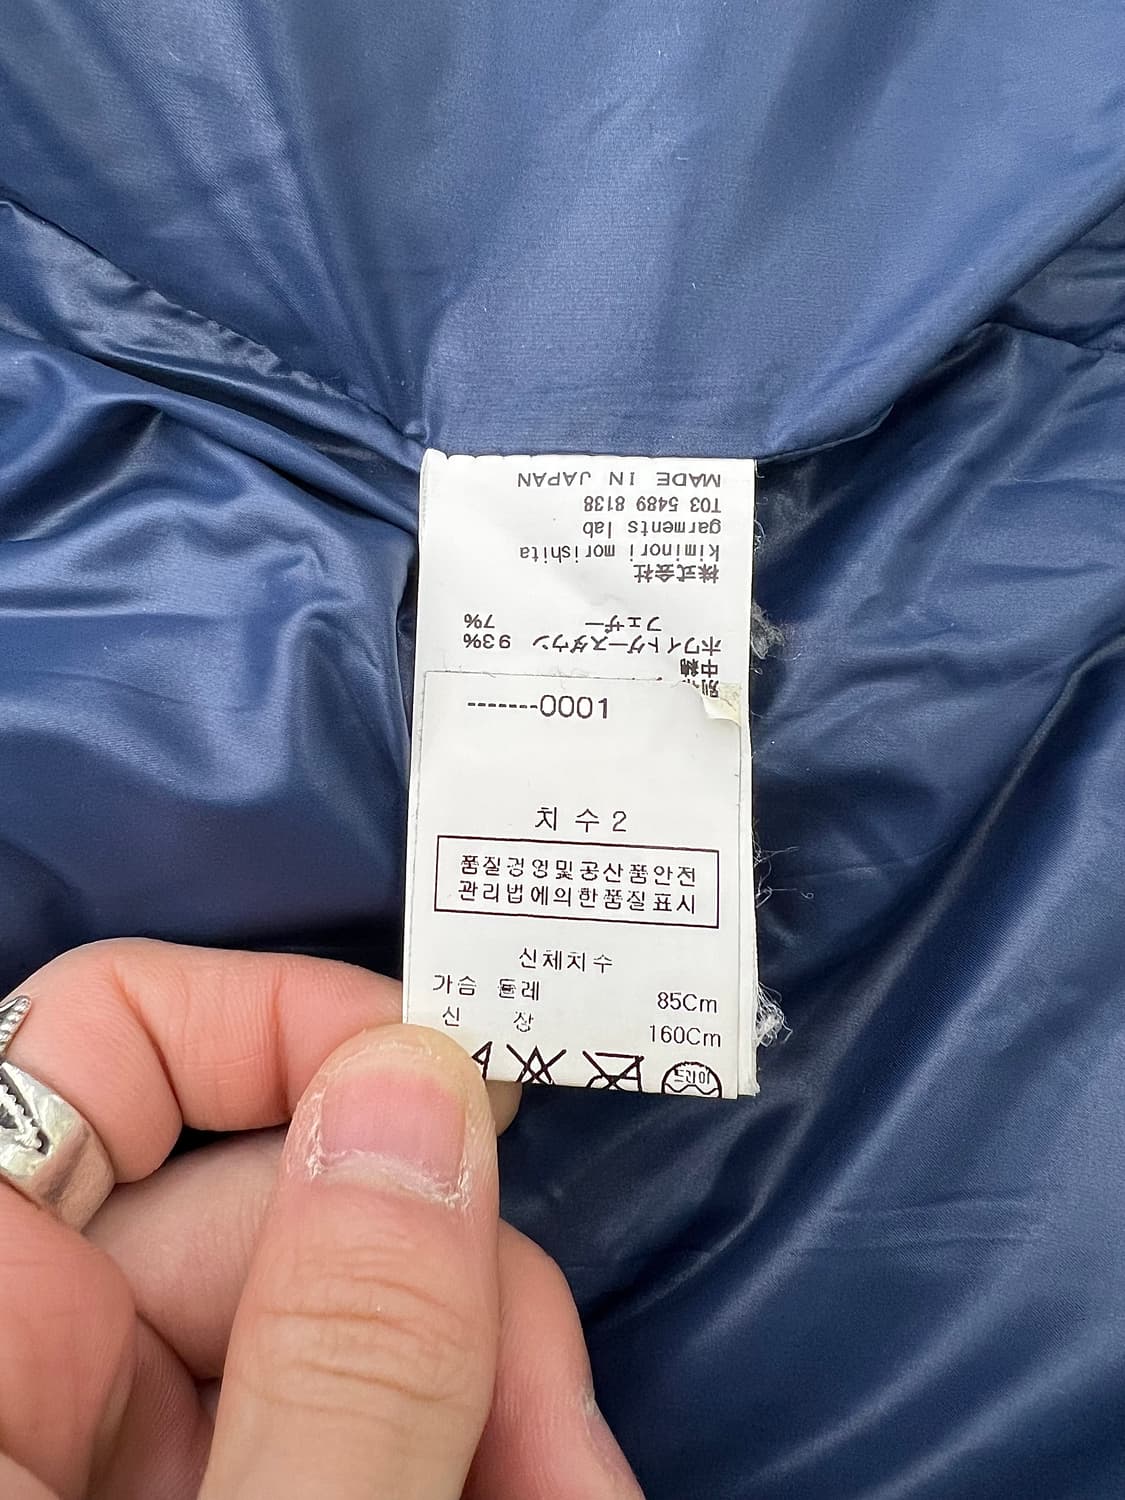 -------0001
치수2
품질경영및공산품안전
관리법에의한품질표시
신체치수
가슴 둘레 85Cm
신 장 160Cm
드라이
中綿
ホワイトグースダウン 93%
フェザー 7%
株式会社
kiminori morishita
garments lab
T03 5489 8138
MADE IN JAPAN